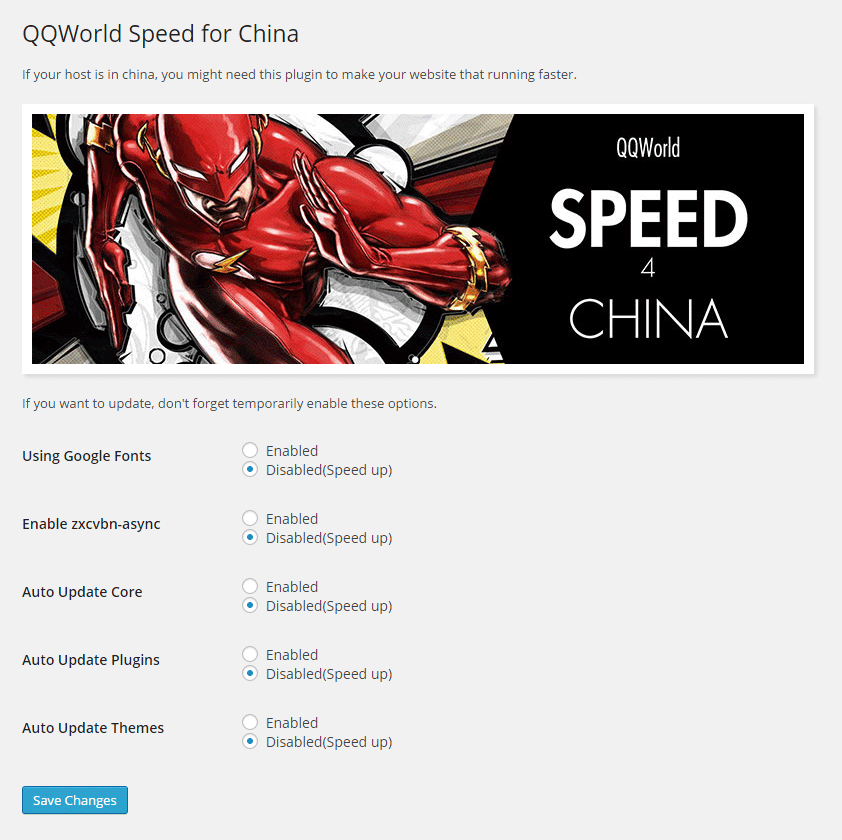 QQWorld Speed for China
If your host is in china, you might need this plugin to make your website that running faster.
QQWorld
SPEED
4
CHINA
If you want to update, don't forget temporarily enable these options.
Using Google Fonts
Enabled
Disabled(Speed up)
Enable zxcvbn-async
Enabled
Disabled(Speed up)
Auto Update Core
Enabled
Disabled(Speed up)
Auto Update Plugins
Enabled
Disabled(Speed up)
Auto Update Themes
Enabled
Disabled(Speed up)
Save Changes